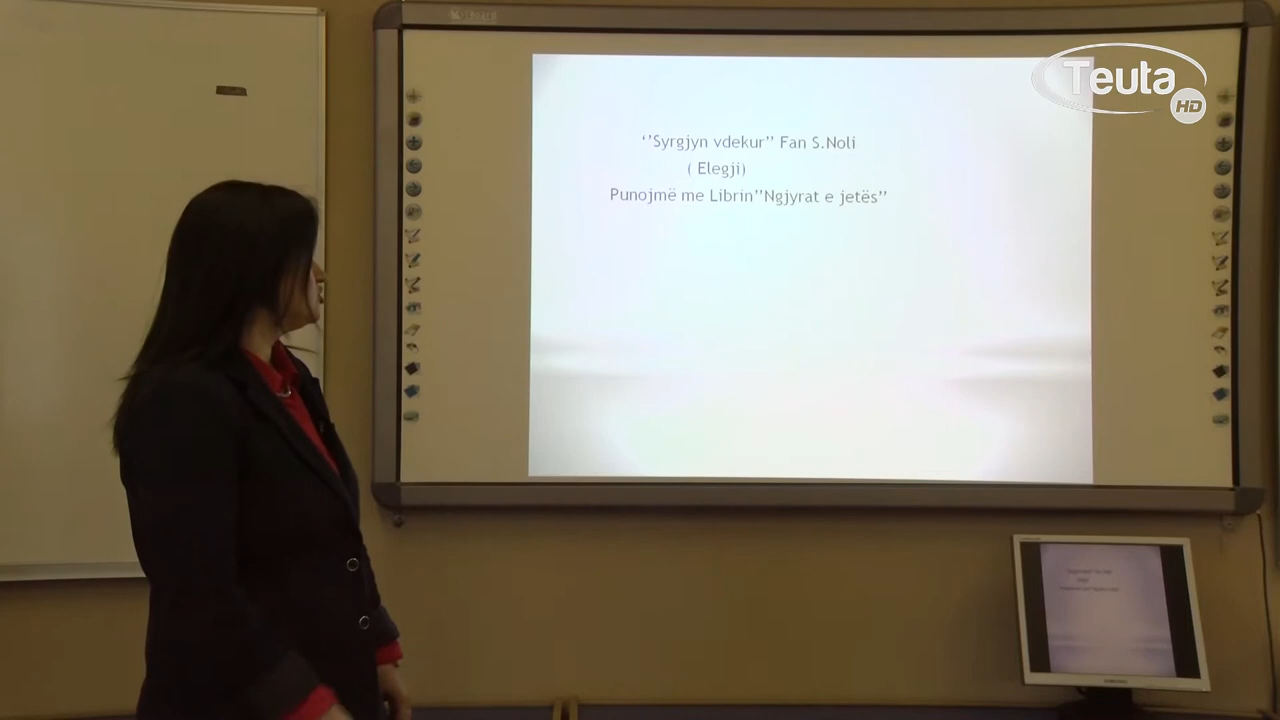 ‘’Syrgjyn vdekur’’ Fan S.Noli
( Elegji)
Punojmë me Librin’’Ngjyrat e jetës’’
Teuta
HD